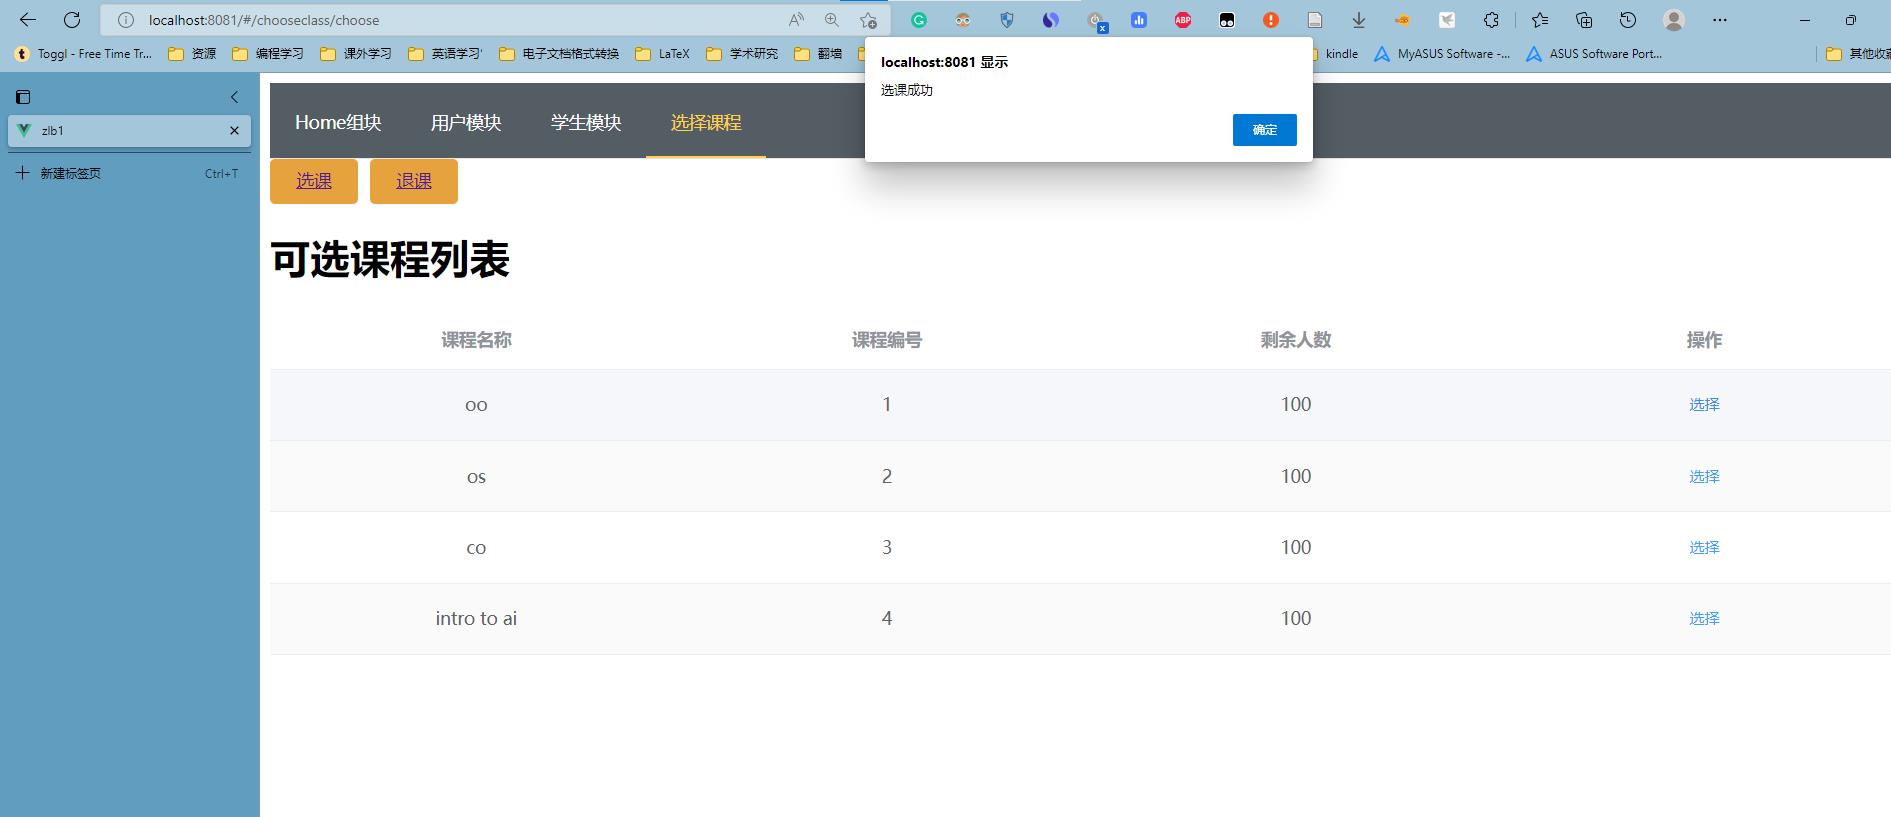 localhost:8081/#/chooseclass/choose
Toggl - Free Time Tr... 资源 编程学习 课外学习 英语学习' 电子文档格式转换 LaTeX 学术研究 翻墙 kindle MyASUS Software -... ASUS Software Port...
localhost:8081 显示
选课成功
确定
zlb1
新建标签页 Ctrl+T
Home组块 用户模块 学生模块 选择课程
选课 退课
可选课程列表
课程名称 课程编号 剩余人数 操作
oo 1 100 选择
os 2 100 选择
co 3 100 选择
intro to ai 4 100 选择